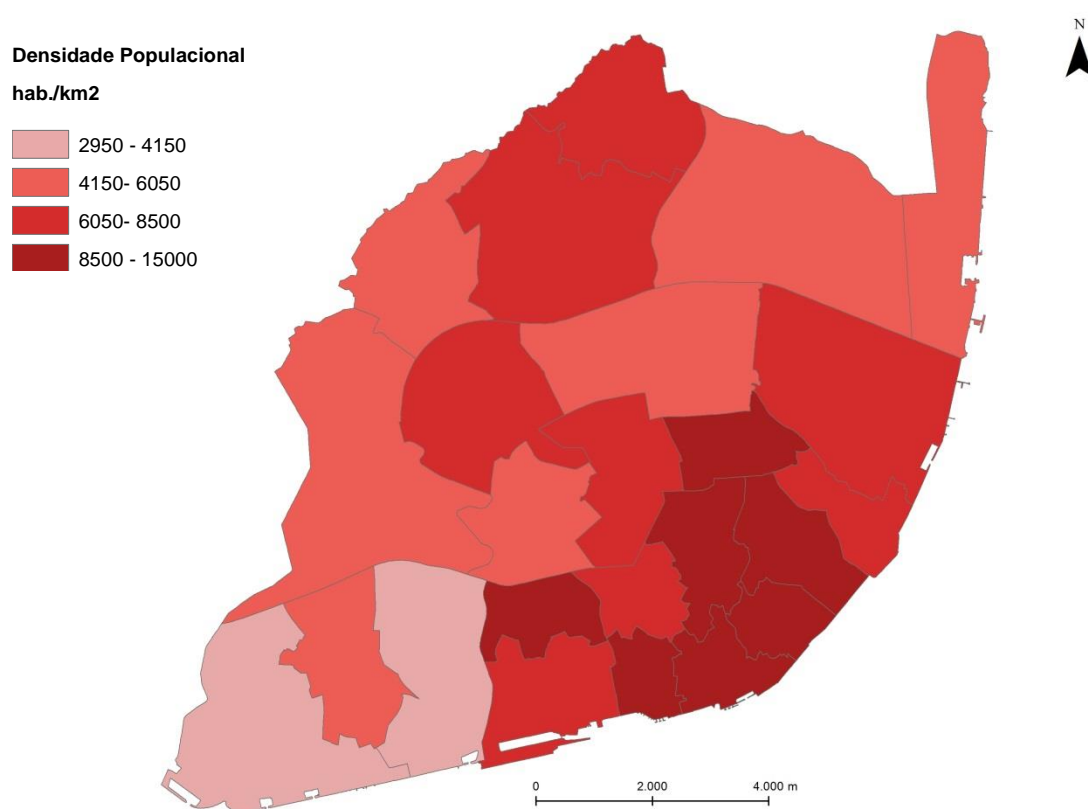 Densidade Populacional
hab./km2
2950 - 4150
4150- 6050
6050- 8500
8500 - 15000
N
0 2.000 4.000 m